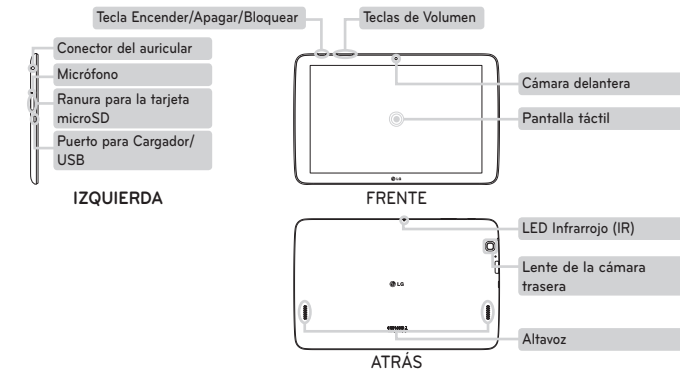 Tecla Encender/Apagar/Bloquear
Teclas de Volumen
Conector del auricular
Micrófono
Ranura para la tarjeta
microSD
Puerto para Cargador/
USB
IZQUIERDA
Cámara delantera
Pantalla táctil
LG
FRENTE
LED Infrarrojo (IR)
Lente de la cámara
trasera
LG
Altavoz
ATRÁS